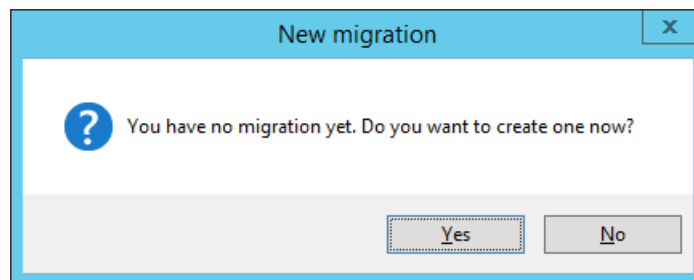 New migration
x
?
You have no migration yet. Do you want to create one now?
Yes
No